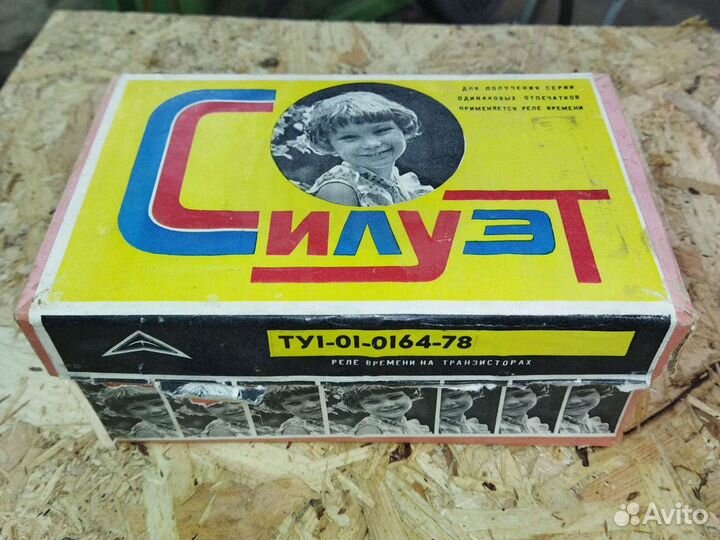 ДЛЯ ПОЛУЧЕНИЯ СЕРИИ
ОДИНАКОВЫХ ОТПЕЧАТКОВ
ПРИМЕНЯЕТСЯ РЕЛЕ ВРЕМЕНИ
СИЛУЭТ
ТУ1-01-0164-78
РЕЛЕ ВРЕМЕНИ НА ТРАНЗИСТОРАХ
Avito